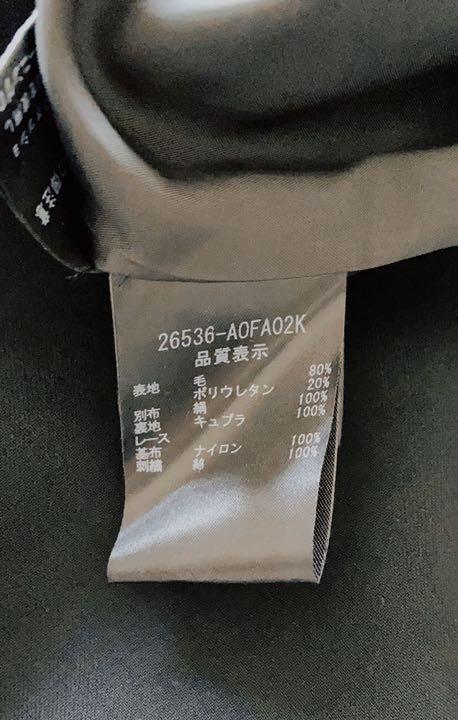 26536-A0FA02K
品質表示
表地 毛 80%
ポリウレタン 20%
別布 絹 100%
裏地 キュプラ 100%
レース
基布 ナイロン 100%
刺繍 綿 100%